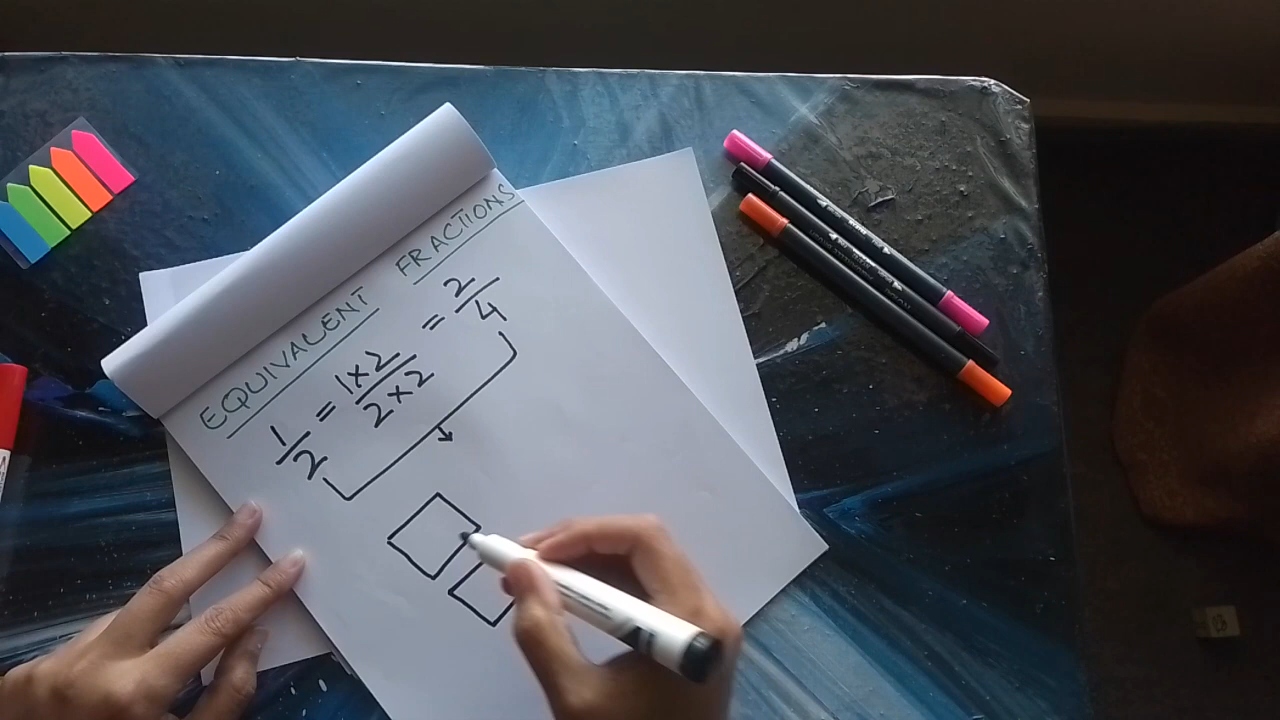 EQUIVALENT FRACTIONS
1/2 = 1×2/2×2 = 2/4